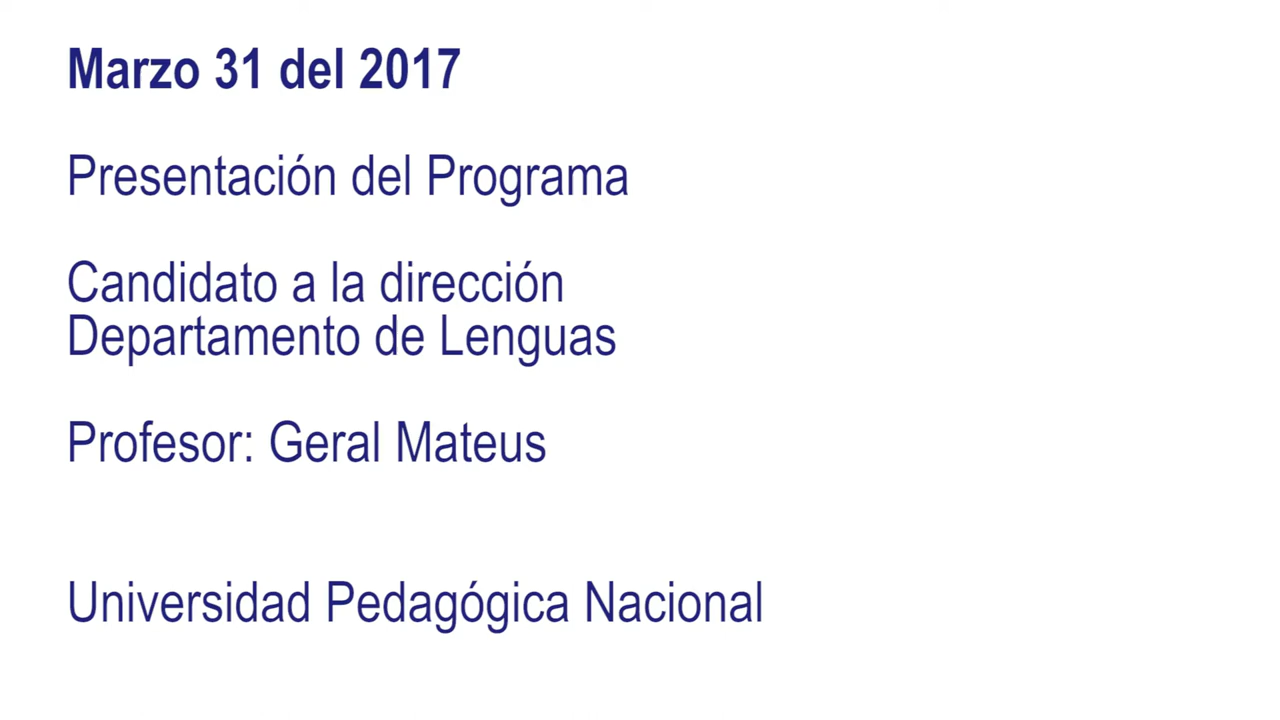 Marzo 31 del 2017
Presentación del Programa
Candidato a la dirección
Departamento de Lenguas
Profesor: Geral Mateus
Universidad Pedagógica Nacional